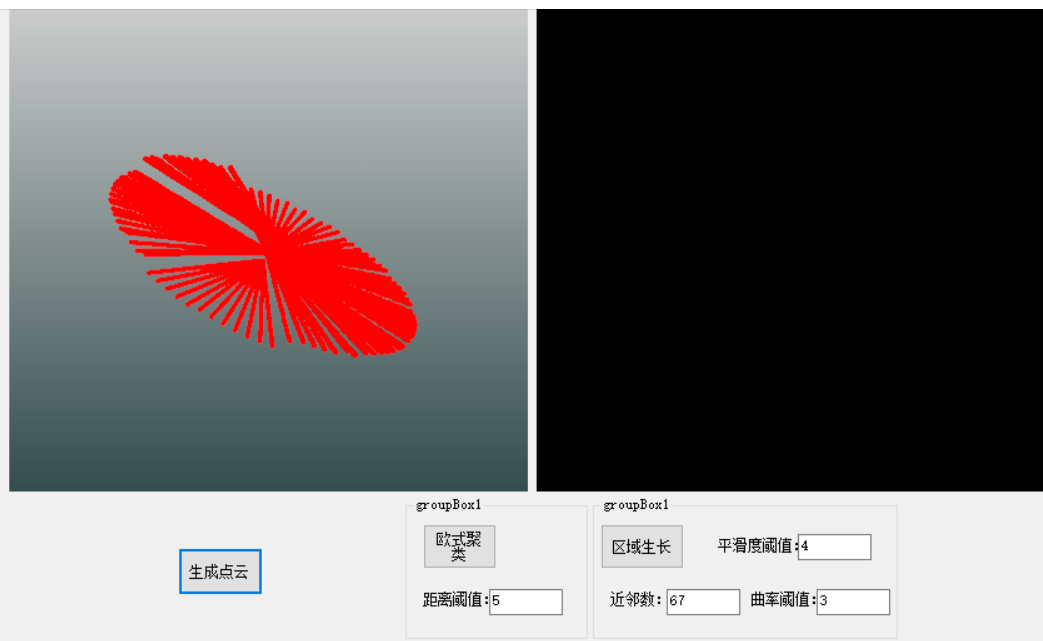 groupBox1
groupBox1
欧式聚
类
区域生长
平滑度阈值:4
生成点云
距离阈值:5
近邻数: 67
曲率阈值:3